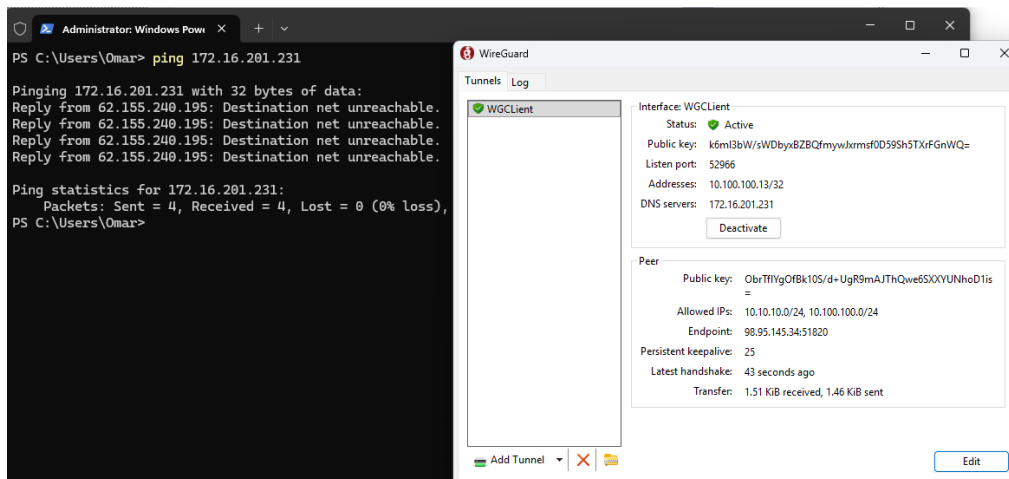 Administrator: Windows Powe
PS C:\Users\Omar> ping 172.16.201.231
Pinging 172.16.201.231 with 32 bytes of data:
Reply from 62.155.240.195: Destination net unreachable.
Reply from 62.155.240.195: Destination net unreachable.
Reply from 62.155.240.195: Destination net unreachable.
Reply from 62.155.240.195: Destination net unreachable.
Ping statistics for 172.16.201.231:
Packets: Sent = 4, Received = 4, Lost = 0 (0% loss),
PS C:\Users\Omar>
WireGuard
Tunnels Log
WGCLient
Interface: WGCLient
Status: Active
Public key: k6ml3bW/sWDbyxBZBQfmywJxrmsf0D59Sh5TXrFGnWQ=
Listen port: 52966
Addresses: 10.100.100.13/32
DNS servers: 172.16.201.231
Deactivate
Peer
Public key: ObrTflYgOfBk10S/d+UgR9mAJThQwe6SXXYUNhoD1is
=
Allowed IPs: 10.10.10.0/24, 10.100.100.0/24
Endpoint: 98.95.145.34:51820
Persistent keepalive: 25
Latest handshake: 43 seconds ago
Transfer: 1.51 KiB received, 1.46 KiB sent
Add Tunnel
Edit